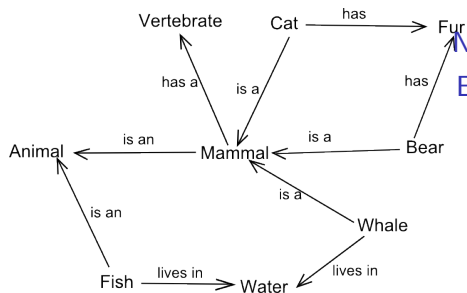 Vertebrate
Cat
has
Fur
N
has a
is a
has
E
Animal
is an
Mammal
is a
Bear
is an
is a
Whale
Fish
lives in
Water
lives in